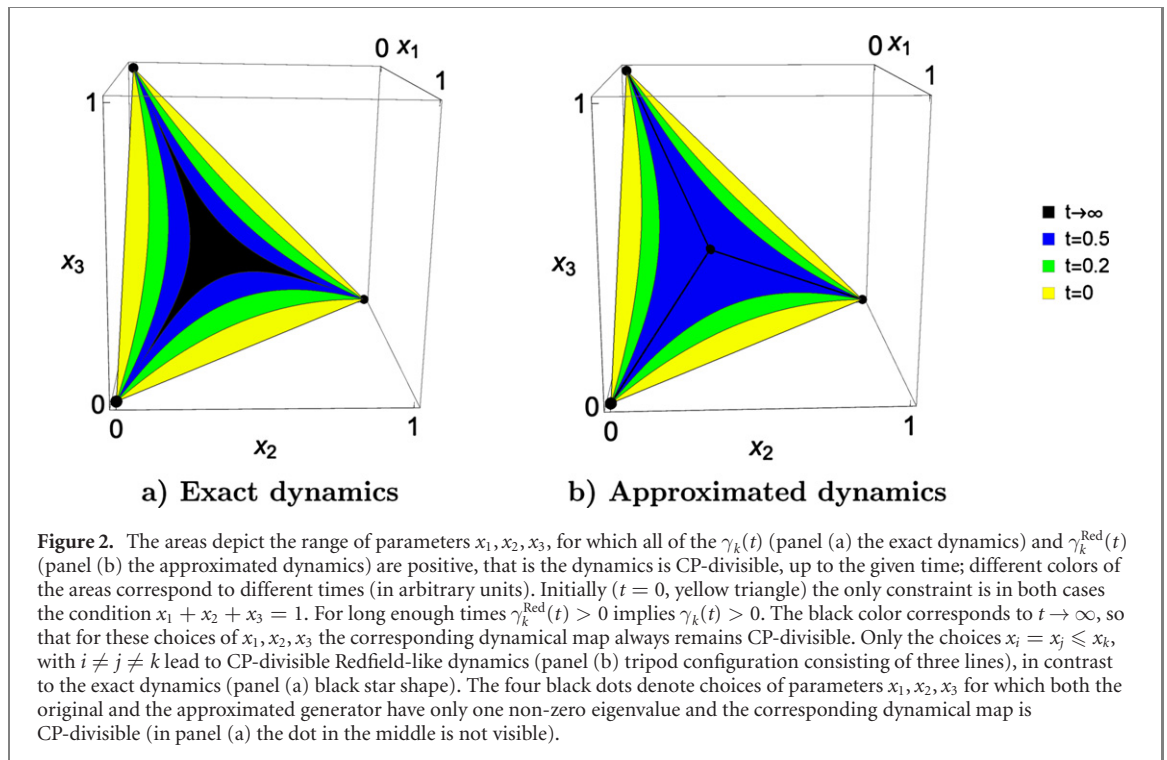 0 x₁
1
1
x₃
0
0
x₂
1
a) Exact dynamics
0 x₁
1
1
x₃
0
0
x₂
1
b) Approximated dynamics
t→∞
t=0.5
t=0.2
t=0
Figure 2. The areas depict the range of parameters x₁, x₂, x₃, for which all of the γₖ(t) (panel (a) the exact dynamics) and γₖᴿᵉᵈ(t)
(panel (b) the approximated dynamics) are positive, that is the dynamics is CP-divisible, up to the given time; different colors of
the areas correspond to different times (in arbitrary units). Initially (t = 0, yellow triangle) the only constraint is in both cases
the condition x₁ + x₂ + x₃ = 1. For long enough times γₖᴿᵉᵈ(t) > 0 implies γₖ(t) > 0. The black color corresponds to t → ∞, so
that for these choices of x₁, x₂, x₃ the corresponding dynamical map always remains CP-divisible. Only the choices xᵢ = xⱼ ⩽ xₖ,
with i ≠ j ≠ k lead to CP-divisible Redfield-like dynamics (panel (b) tripod configuration consisting of three lines), in contrast
to the exact dynamics (panel (a) black star shape). The four black dots denote choices of parameters x₁, x₂, x₃ for which both the
original and the approximated generator have only one non-zero eigenvalue and the corresponding dynamical map is
CP-divisible (in panel (a) the dot in the middle is not visible).